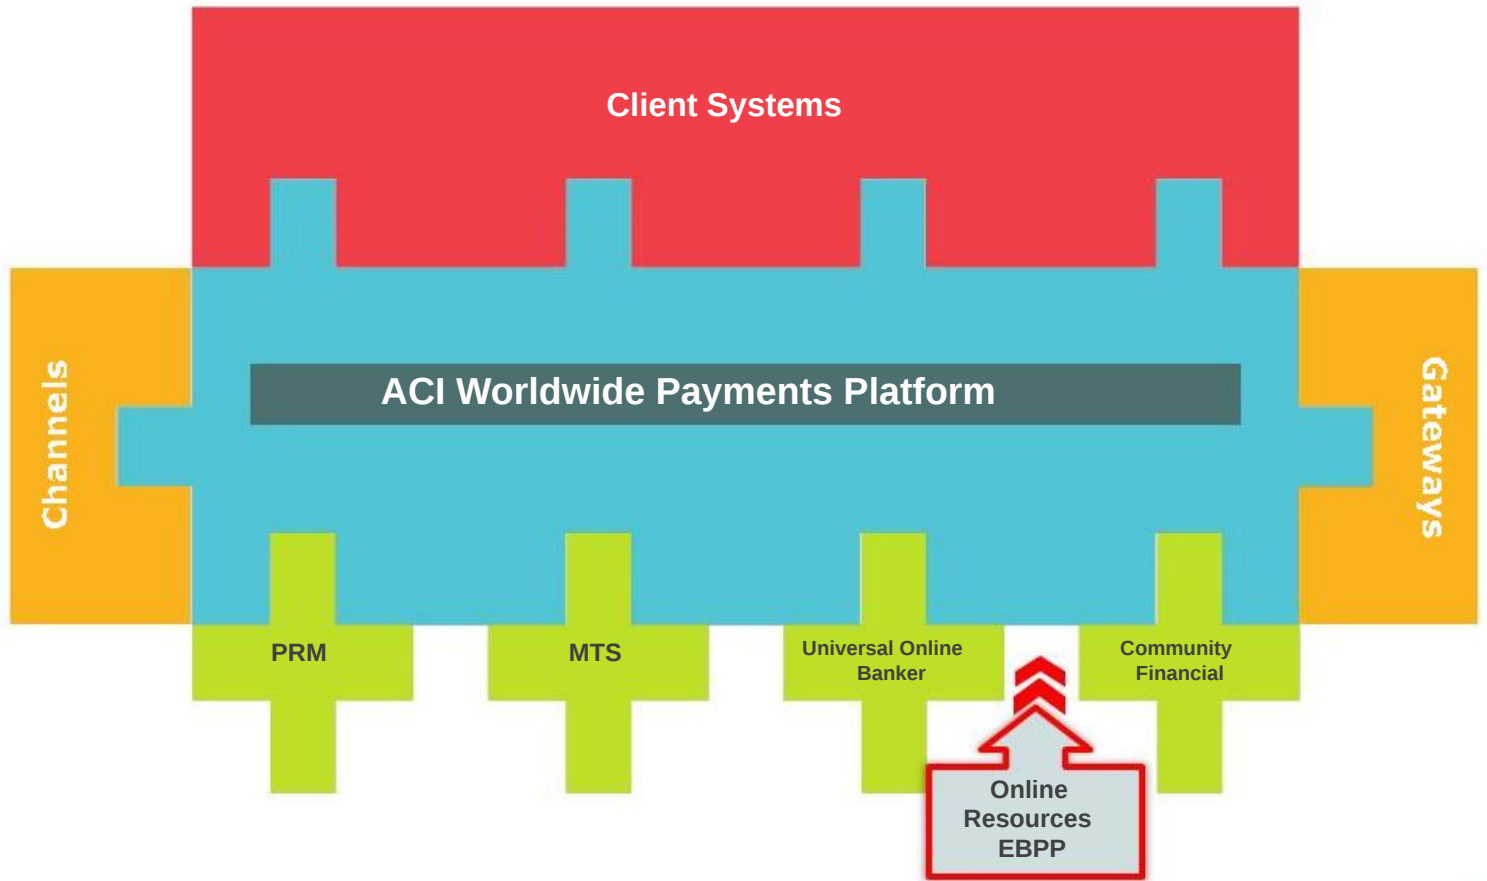 Client Systems
Channels
ACI Worldwide Payments Platform
Gateways
PRM
MTS
Universal Online
Banker
Community
Financial
Online
Resources
EBPP